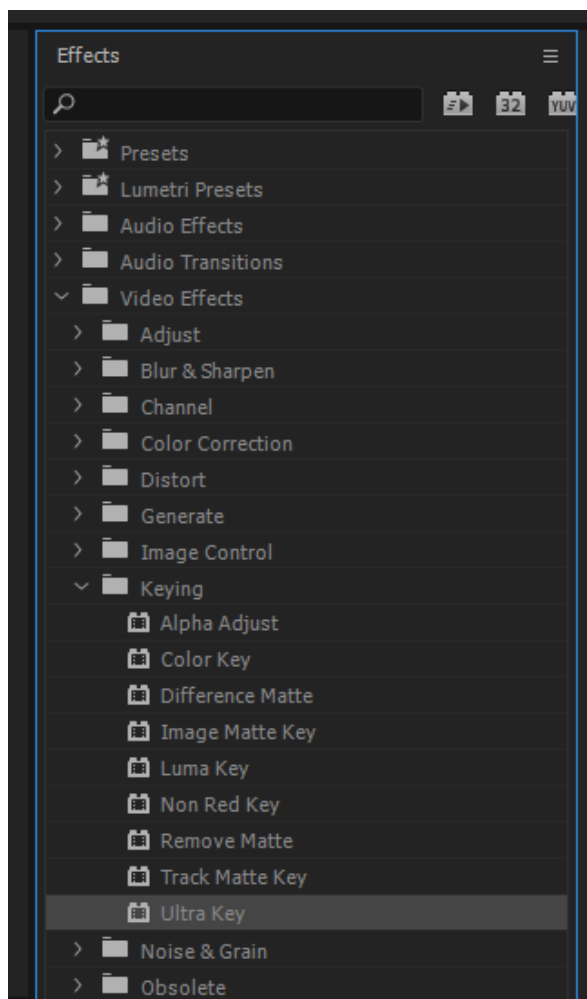 Effects
32 YUV
Presets
Lumetri Presets
Audio Effects
Audio Transitions
Video Effects
Adjust
Blur & Sharpen
Channel
Color Correction
Distort
Generate
Image Control
Keying
Alpha Adjust
Color Key
Difference Matte
Image Matte Key
Luma Key
Non Red Key
Remove Matte
Track Matte Key
Ultra Key
Noise & Grain
Obsolete